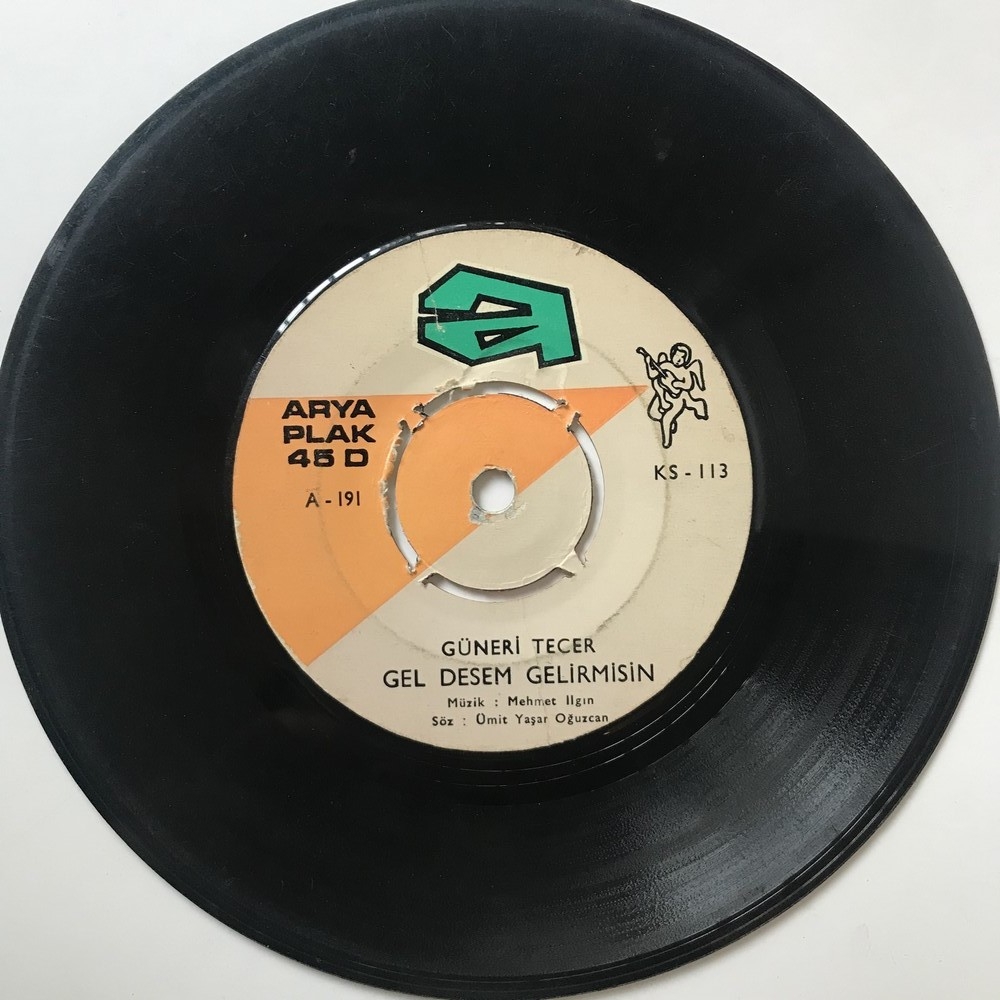 a
ARYA
PLAK
45 D
A - 191
KS - 113
GÜNERİ TECER
GEL DESEM GELİRMİSİN
Müzik : Mehmet Ilgın
Söz : Ümit Yaşar Oğuzcan